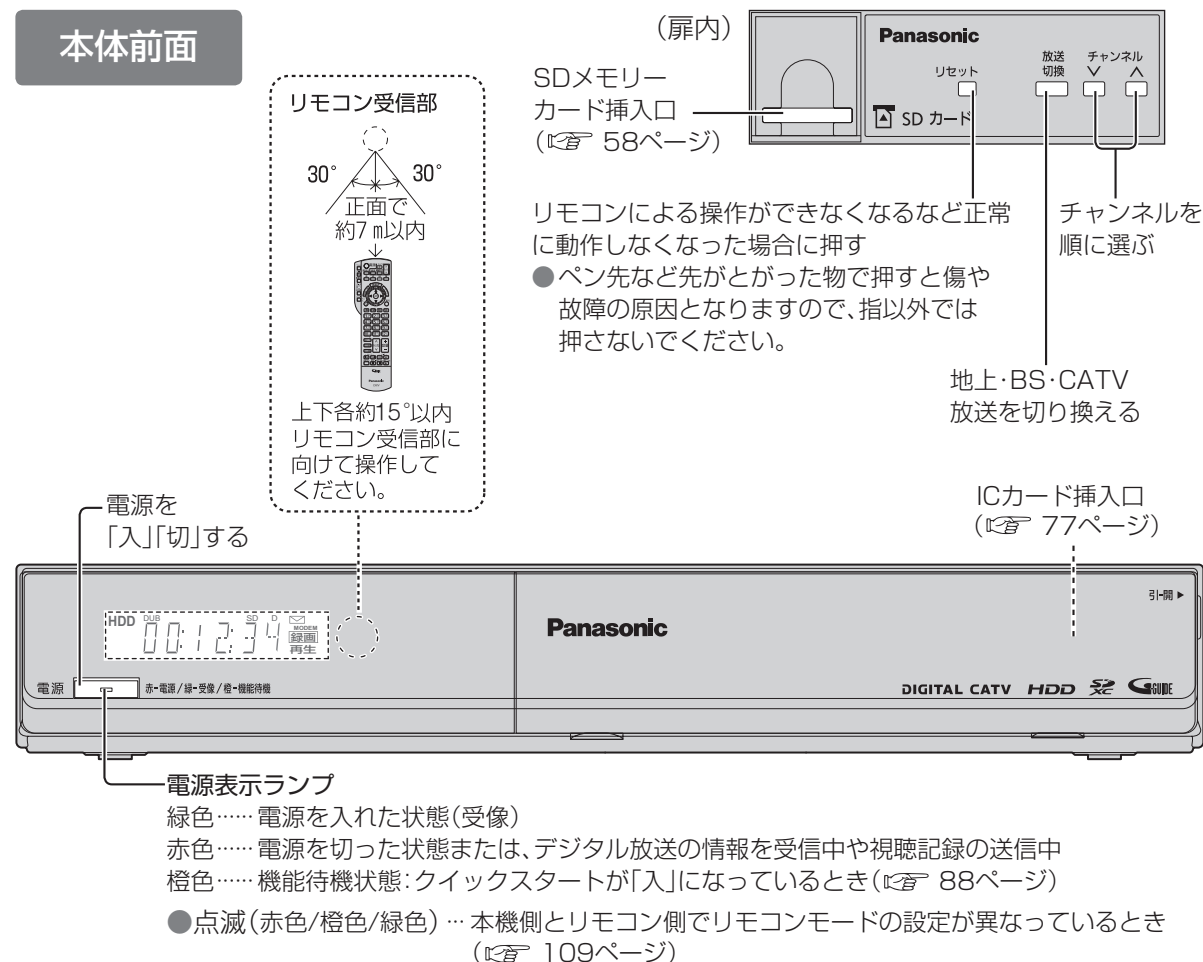 本体前面
(扉内)
Panasonic
リセット
放送
切換
チャンネル
SD カード
SDメモリー
カード挿入口
(☞ 58ページ)
リモコン受信部
30°
30°
正面で
約7m以内
Panasonic
上下各約15°以内
リモコン受信部に
向けて操作して
ください。
リモコンによる操作ができなくなるなど正常
に動作しなくなった場合に押す
●ペン先など先がとがった物で押すと傷や
故障の原因となりますので、指以外では
押さないでください。
チャンネルを
順に選ぶ
地上·BS·CATV
放送を切り換える
電源を
「入」「切」する
ICカード挿入口
(☞ 77ページ)
引-開▶
HDD
DUB
SD
D
00:12:34
MODEM
録画
再生
Panasonic
電源
赤-電源/緑-受像/橙-機能待機
DIGITAL CATV
HDD
SD
XC
G-GUIDE
電源表示ランプ
緑色……電源を入れた状態(受像)
赤色……電源を切った状態または、デジタル放送の情報を受信中や視聴記録の送信中
橙色……機能待機状態:クイックスタートが「入」になっているとき(☞ 88ページ)
●点滅(赤色/橙色/緑色)…本機側とリモコン側でリモコンモードの設定が異なっているとき
(☞ 109ページ)